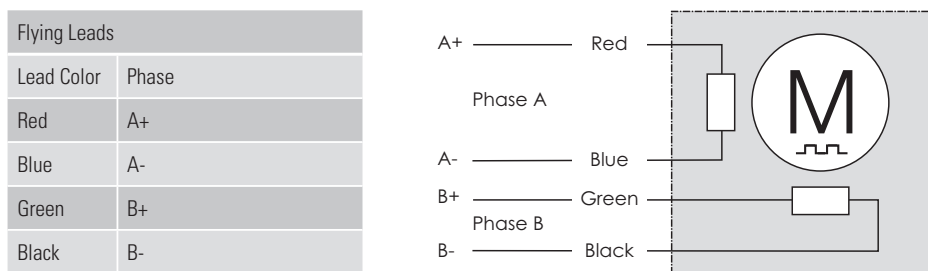 Flying Leads
Lead Color Phase
Red A+
Blue A-
Green B+
Black B-
A+ Red
Phase A
A- Blue
B+ Green
Phase B
B- Black
M